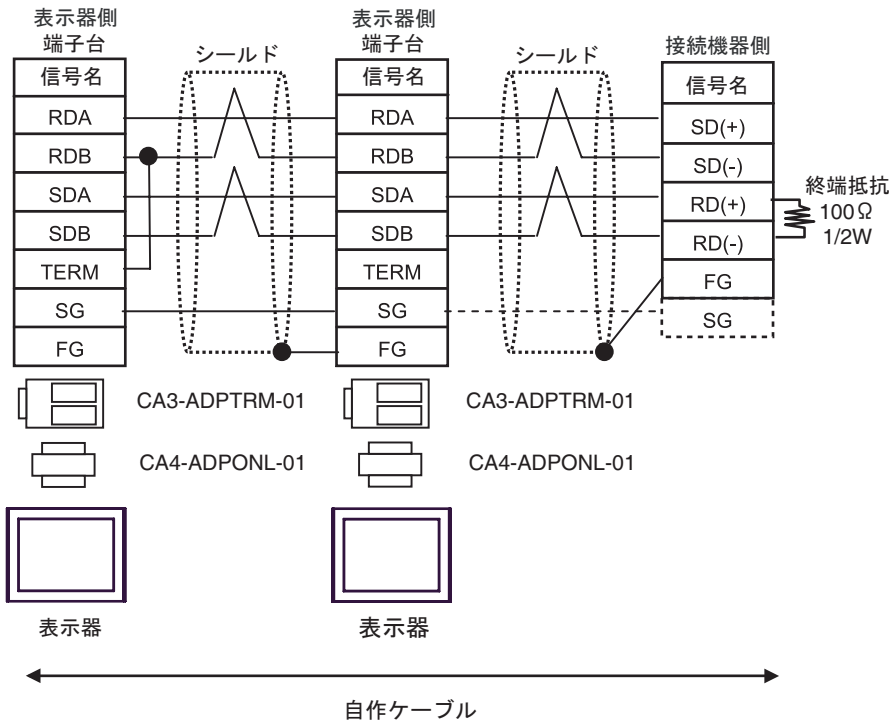 表示器側
端子台
信号名
RDA
RDB
SDA
SDB
TERM
SG
FG
シールド
表示器側
端子台
信号名
RDA
RDB
SDA
SDB
TERM
SG
FG
シールド
接続機器側
信号名
SD(+)
SD(-)
RD(+)
RD(-)
FG
SG
終端抵抗
100Ω
1/2W
CA3-ADPTRM-01
CA3-ADPTRM-01
CA4-ADPONL-01
CA4-ADPONL-01
表示器
表示器
自作ケーブル